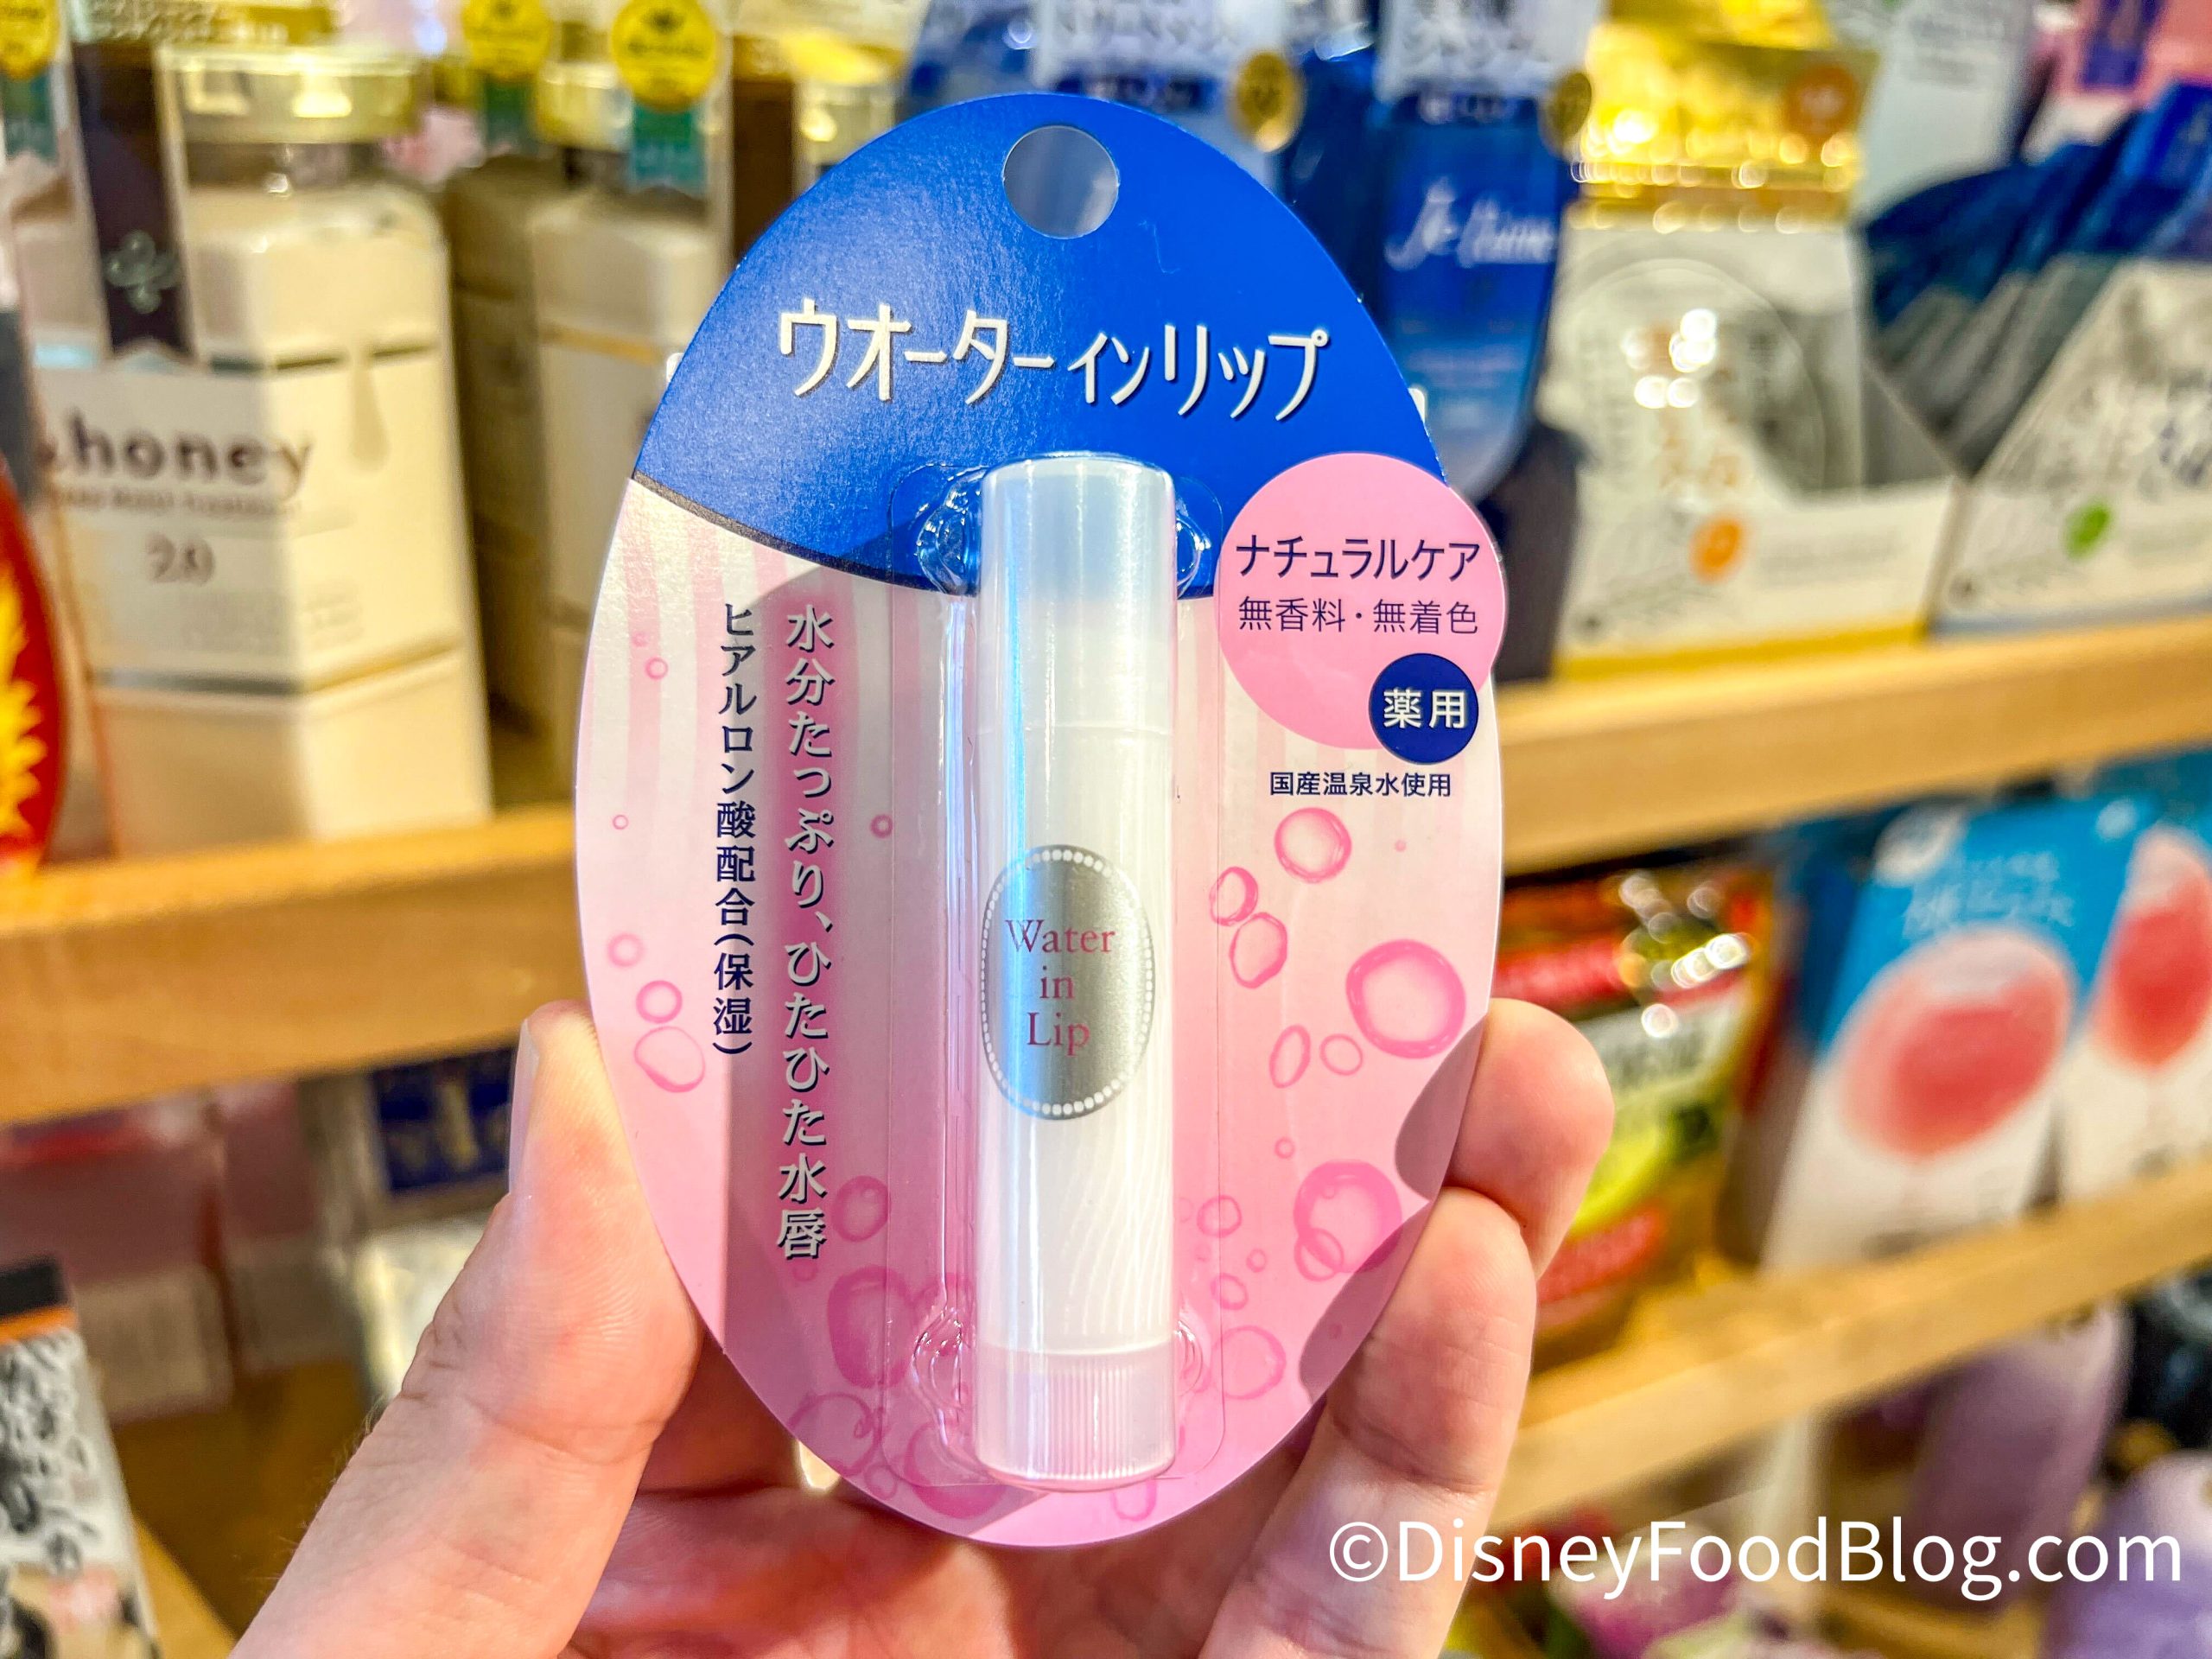 ウオーターインリップ
ナチュラルケア
無香料・無着色
薬用
国産温泉水使用
水分たっぷり、ひたひた水唇
ヒアルロン酸配合(保湿)
Water
in
Lip
&honey
2.0
je l'aime
©DisneyFoodBlog.com